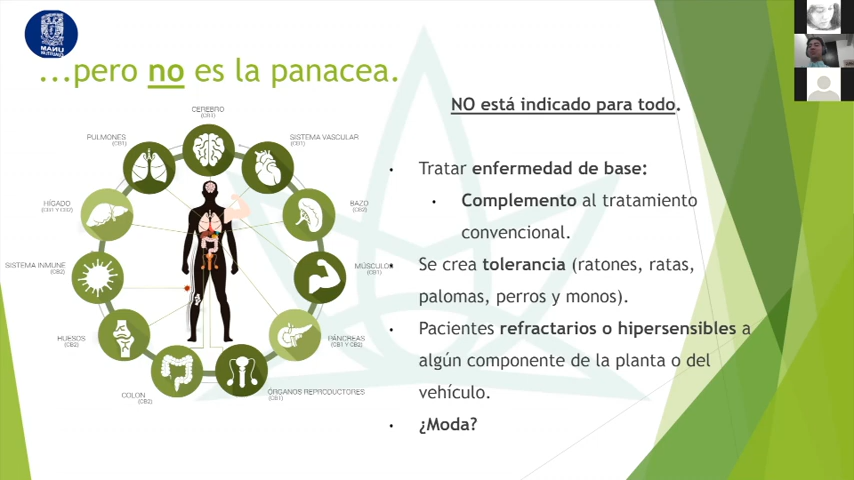 ...pero no es la panacea.
NO está indicado para todo.
CEREBRO
(CB1)
PULMONES
(CB1)
SISTEMA VASCULAR
(CB1)
HÍGADO
(CB1 Y CB2)
BAZO
(CB2)
SISTEMA INMUNE
(CB2)
MÚSCULOS
(CB1)
HUESOS
(CB2)
PÁNCREAS
(CB1 Y CB2)
COLON
(CB2)
ÓRGANOS REPRODUCTORES
(CB1)
• Tratar enfermedad de base:
• Complemento al tratamiento
convencional.
• Se crea tolerancia (ratones, ratas,
palomas, perros y monos).
• Pacientes refractarios o hipersensibles a
algún componente de la planta o del
vehículo.
• ¿Moda?